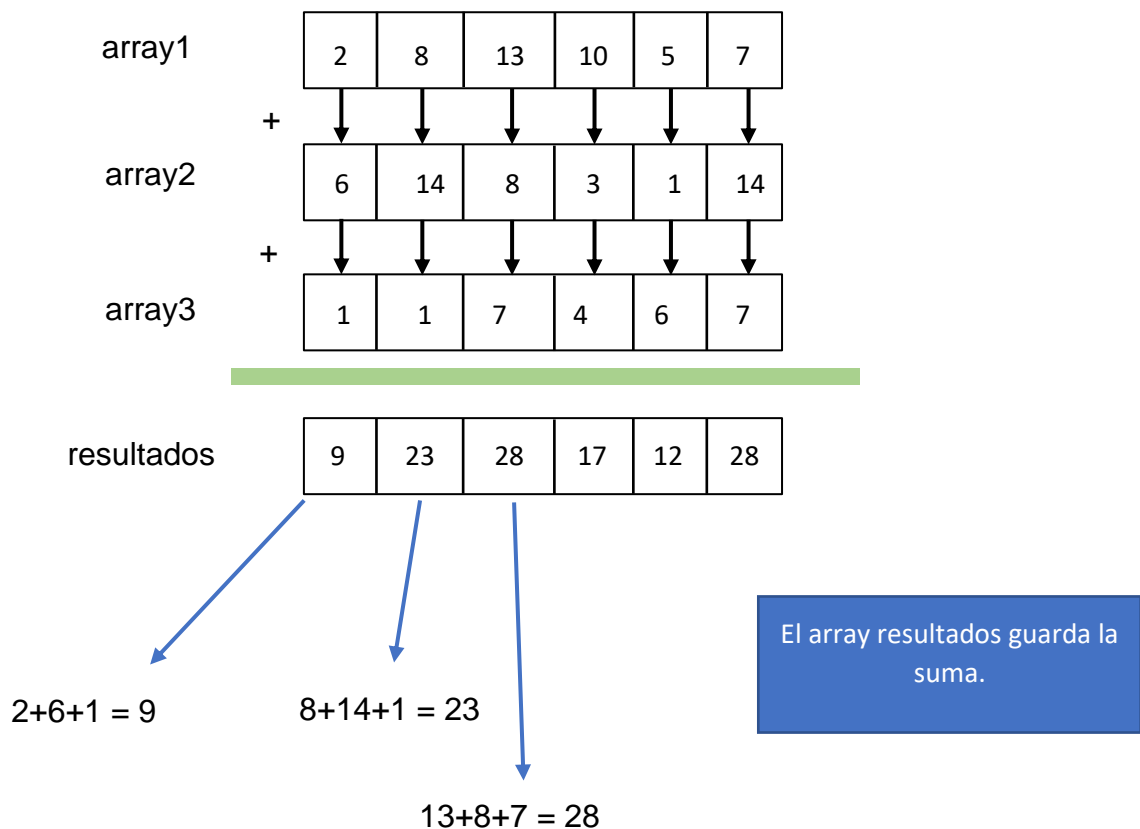 array1 2 8 13 10 5 7
+
array2 6 14 8 3 1 14
+
array3 1 1 7 4 6 7
resultados 9 23 28 17 12 28
El array resultados guarda la
suma.
2+6+1 = 9
8+14+1 = 23
13+8+7 = 28